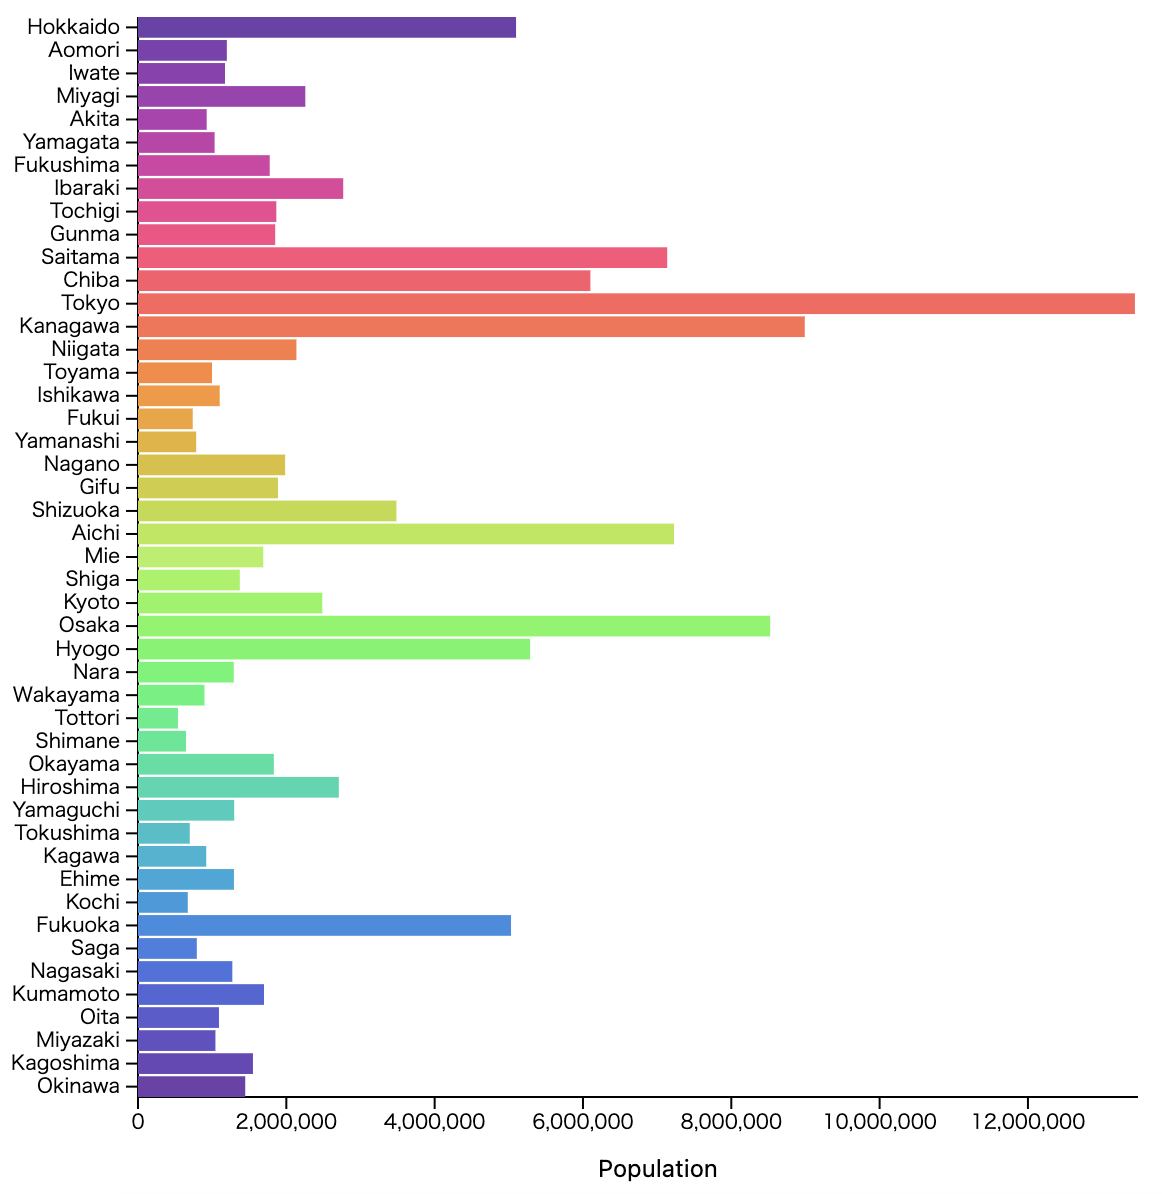 Hokkaido
Aomori
Iwate
Miyagi
Akita
Yamagata
Fukushima
Ibaraki
Tochigi
Gunma
Saitama
Chiba
Tokyo
Kanagawa
Niigata
Toyama
Ishikawa
Fukui
Yamanashi
Nagano
Gifu
Shizuoka
Aichi
Mie
Shiga
Kyoto
Osaka
Hyogo
Nara
Wakayama
Tottori
Shimane
Okayama
Hiroshima
Yamaguchi
Tokushima
Kagawa
Ehime
Kochi
Fukuoka
Saga
Nagasaki
Kumamoto
Oita
Miyazaki
Kagoshima
Okinawa
0 2,000,000 4,000,000 6,000,000 8,000,000 10,000,000 12,000,000
Population